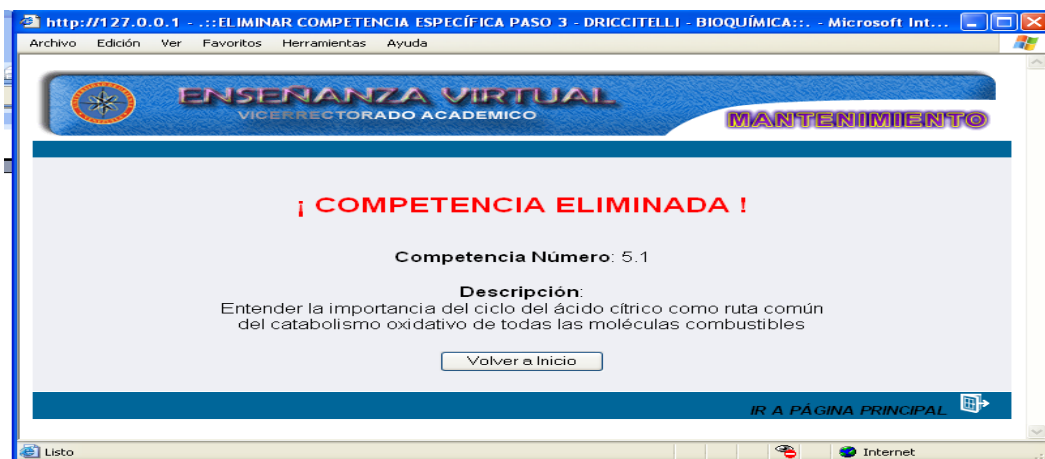 http://127.0.0.1 - .::ELIMINAR COMPETENCIA ESPECÍFICA PASO 3 - DRICCITELLI - BIOQUÍMICA::. - Microsoft Int...
Archivo Edición Ver Favoritos Herramientas Ayuda
ENSEÑANZA VIRTUAL
VICERRECTORADO ACADEMICO
MANTENIMIENTO
¡ COMPETENCIA ELIMINADA !
Competencia Número: 5.1
Descripción:
Entender la importancia del ciclo del ácido cítrico como ruta común
del catabolismo oxidativo de todas las moléculas combustibles
Volver a Inicio
IR A PÁGINA PRINCIPAL
Listo
Internet